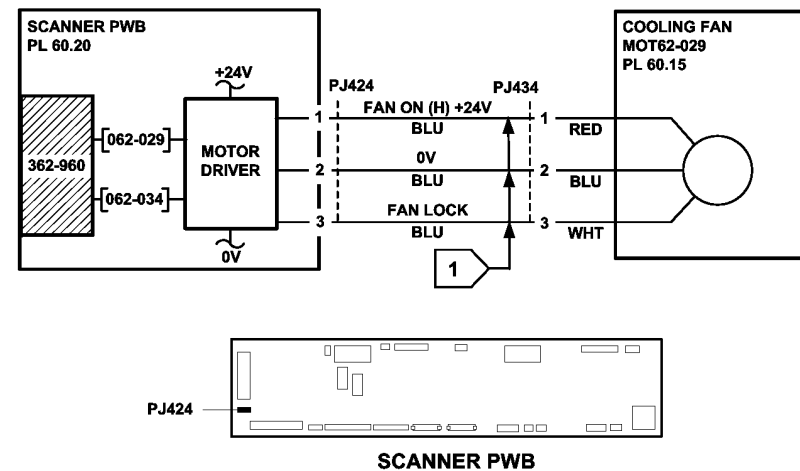 SCANNER PWB
PL 60.20
COOLING FAN
MOT62-029
PL 60.15
+24V
PJ424
PJ434
1
FAN ON (H) +24V
1
BLU
RED
062-029
362-960
MOTOR
DRIVER
2
0V
2
BLU
BLU
062-034
3
FAN LOCK
3
BLU
WHT
0V
1
PJ424
SCANNER PWB